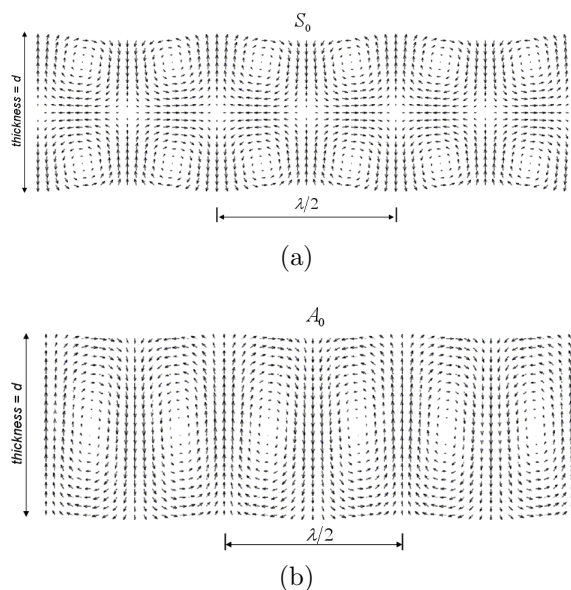 S₀
thickness = d
λ/2
(a)
A₀
thickness = d
λ/2
(b)